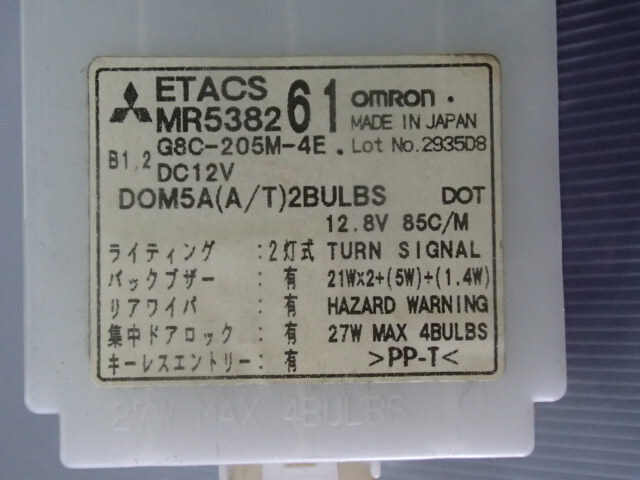 ETACS
MR538261 omron.
MADE IN JAPAN
B1,2 G8C-205M-4E. Lot No.2935D8
DC12V
DOM5A(A/T)2BULBS DOT
12.8V 85C/M
ライティング :2灯式 TURN SIGNAL
バックブザー :有 21W×2+(5W)+(1.4W)
リアワイパ :有 HAZARD WARNING
集中ドアロック :有 27W MAX 4BULBS
キーレスエントリー:有 >PP-T<
27W MAX 4BULBS